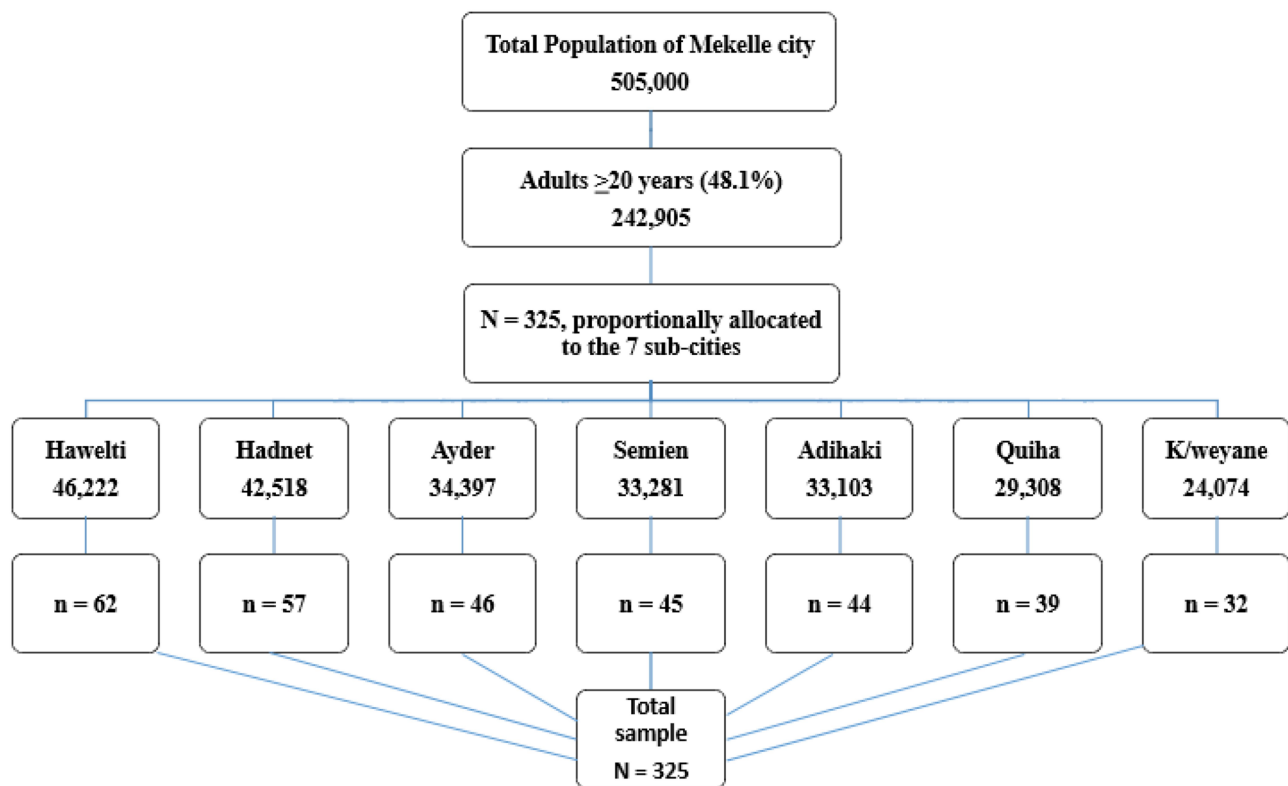 Total Population of Mekelle city
505,000
Adults ≥20 years (48.1%)
242,905
N = 325, proportionally allocated
to the 7 sub-cities
Hawelti
46,222
Hadnet
42,518
Ayder
34,397
Semien
33,281
Adihaki
33,103
Quiha
29,308
K/weyane
24,074
n = 62
n = 57
n = 46
n = 45
n = 44
n = 39
n = 32
Total
sample
N = 325